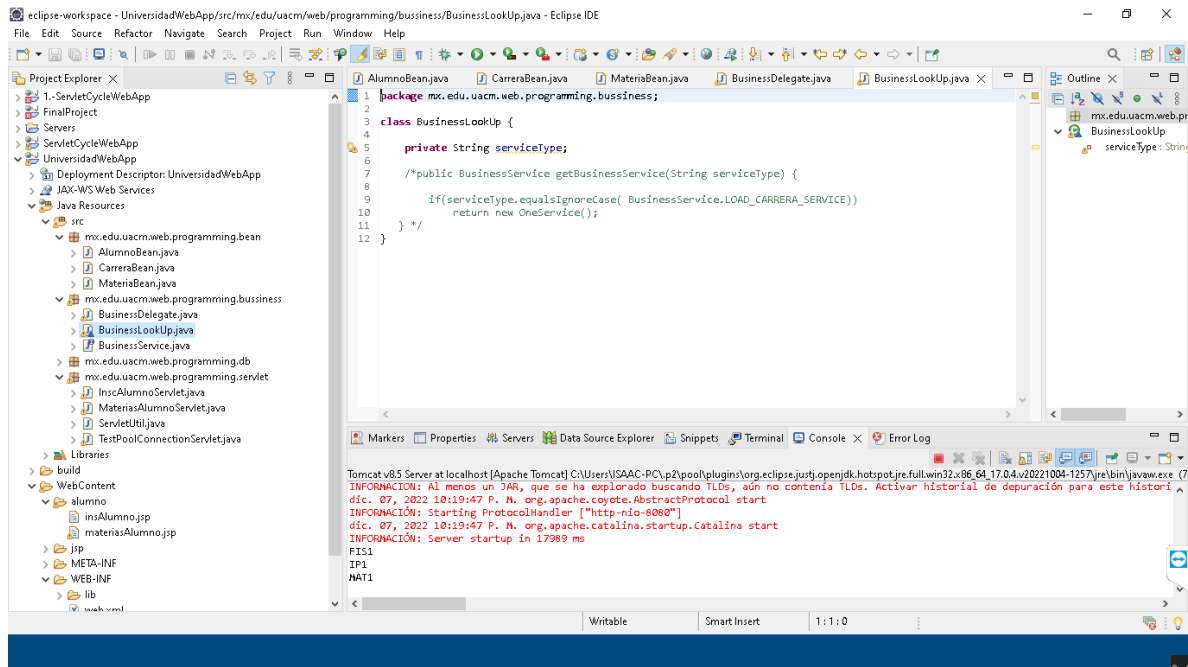 eclipse-workspace - UniversidadWebApp/src/mx/edu/uacm/web/programming/bussiness/BusinessLookUp.java - Eclipse IDE
File Edit Source Refactor Navigate Search Project Run Window Help
Project Explorer
1.-ServletCycleWebApp
FinalProject
Servers
ServletCycleWebApp
UniversidadWebApp
Deployment Descriptor: UniversidadWebApp
JAX-WS Web Services
Java Resources
src
mx.edu.uacm.web.programming.bean
AlumnoBean.java
CarreraBean.java
MateriaBean.java
mx.edu.uacm.web.programming.bussiness
BusinessDelegate.java
BusinessLookUp.java
BusinessService.java
mx.edu.uacm.web.programming.db
mx.edu.uacm.web.programming.servlet
InscAlumnoServlet.java
MateriasAlumnoServlet.java
ServletUtil.java
TestPoolConnectionServlet.java
Libraries
build
WebContent
alumno
insAlumno.jsp
materiasAlumno.jsp
jsp
META-INF
WEB-INF
lib
web.xml
AlumnoBean.java CarreraBean.java MateriaBean.java BusinessDelegate.java BusinessLookUp.java
1 package mx.edu.uacm.web.programming.bussiness;
2
3 class BusinessLookUp {
4
5 private String serviceType;
6
7 /*public BusinessService getBusinessService(String serviceType) {
8
9 if(serviceType.equalsIgnoreCase( BusinessService.LOAD_CARRERA_SERVICE))
10 return new OneService();
11 } */
12 }
Outline
mx.edu.uacm.web.pr
BusinessLookUp
serviceType : String
Markers Properties Servers Data Source Explorer Snippets Terminal Console Error Log
Tomcat v8.5 Server at localhost [Apache Tomcat] C:\Users\ISAAC-PC\.p2\pool\plugins\org.eclipse.justj.openjdk.hotspot.jre.full.win32.x86_64_17.0.4.v20221004-1257\jre\bin\javaw.exe (7
INFORMACIÓN: Al menos un JAR, que se ha explorado buscando TLDs, aún no contenía TLDs. Activar historial de depuración para este histori
dic. 07, 2022 10:19:47 P. M. org.apache.coyote.AbstractProtocol start
INFORMACIÓN: Starting ProtocolHandler ["http-nio-8080"]
dic. 07, 2022 10:19:47 P. M. org.apache.catalina.startup.Catalina start
INFORMACIÓN: Server startup in 17989 ms
FIS1
IP1
MAT1
Writable Smart Insert 1 : 1 : 0